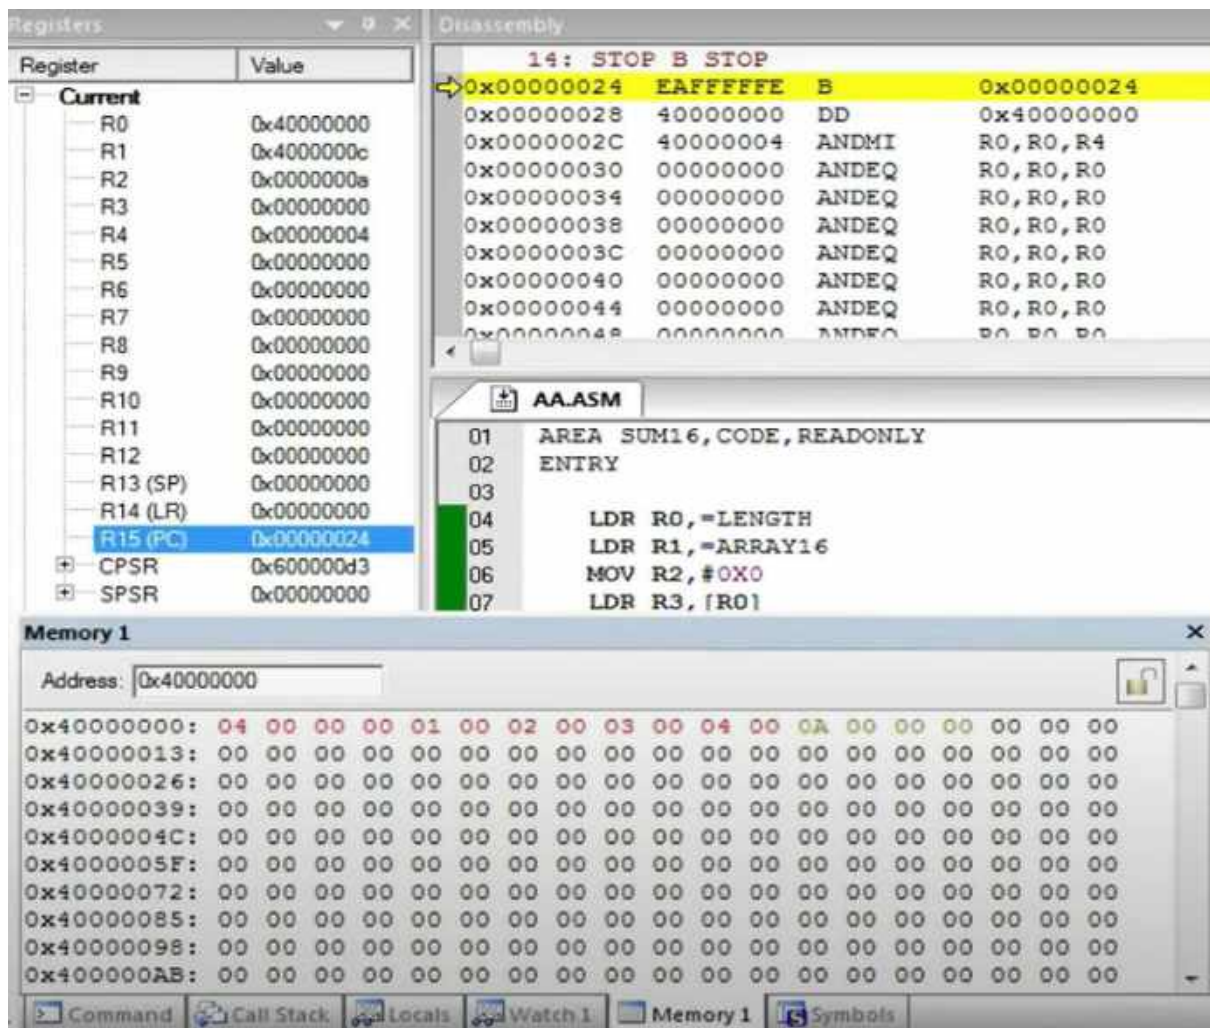 Registers
Register Value
Current
R0 0x40000000
R1 0x4000000c
R2 0x0000000a
R3 0x00000000
R4 0x00000004
R5 0x00000000
R6 0x00000000
R7 0x00000000
R8 0x00000000
R9 0x00000000
R10 0x00000000
R11 0x00000000
R12 0x00000000
R13 (SP) 0x00000000
R14 (LR) 0x00000000
R15 (PC) 0x00000024
CPSR 0x600000d3
SPSR 0x00000000
Disassembly
14: STOP B STOP
0x00000024 EAFFFFFE B 0x00000024
0x00000028 40000000 DD 0x40000000
0x0000002C 40000004 ANDMI R0,R0,R4
0x00000030 00000000 ANDEQ R0,R0,R0
0x00000034 00000000 ANDEQ R0,R0,R0
0x00000038 00000000 ANDEQ R0,R0,R0
0x0000003C 00000000 ANDEQ R0,R0,R0
0x00000040 00000000 ANDEQ R0,R0,R0
0x00000044 00000000 ANDEQ R0,R0,R0
0x00000048 00000000 ANDEQ R0,R0,R0
AA.ASM
01 AREA SUM16,CODE,READONLY
02 ENTRY
03
04 LDR R0,=LENGTH
05 LDR R1,=ARRAY16
06 MOV R2,#0X0
07 LDR R3,[R0]
Memory 1
Address: 0x40000000
0x40000000: 04 00 00 00 01 00 02 00 03 00 04 00 0A 00 00 00 00 00 00
0x40000013: 00 00 00 00 00 00 00 00 00 00 00 00 00 00 00 00 00 00 00
0x40000026: 00 00 00 00 00 00 00 00 00 00 00 00 00 00 00 00 00 00 00
0x40000039: 00 00 00 00 00 00 00 00 00 00 00 00 00 00 00 00 00 00 00
0x4000004C: 00 00 00 00 00 00 00 00 00 00 00 00 00 00 00 00 00 00 00
0x4000005F: 00 00 00 00 00 00 00 00 00 00 00 00 00 00 00 00 00 00 00
0x40000072: 00 00 00 00 00 00 00 00 00 00 00 00 00 00 00 00 00 00 00
0x40000085: 00 00 00 00 00 00 00 00 00 00 00 00 00 00 00 00 00 00 00
0x40000098: 00 00 00 00 00 00 00 00 00 00 00 00 00 00 00 00 00 00 00
0x400000AB: 00 00 00 00 00 00 00 00 00 00 00 00 00 00 00 00 00 00 00
Command Call Stack Locals Watch 1 Memory 1 Symbols